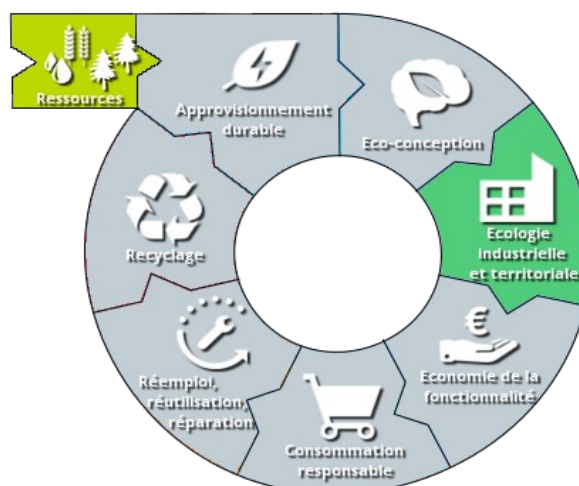 Ressources
Approvisionnement
durable
Eco-conception
Ecologie
industrielle
et territoriale
Economie de la
fonctionnalité
Consommation
responsable
Réemploi,
réutilisation,
réparation
Recyclage